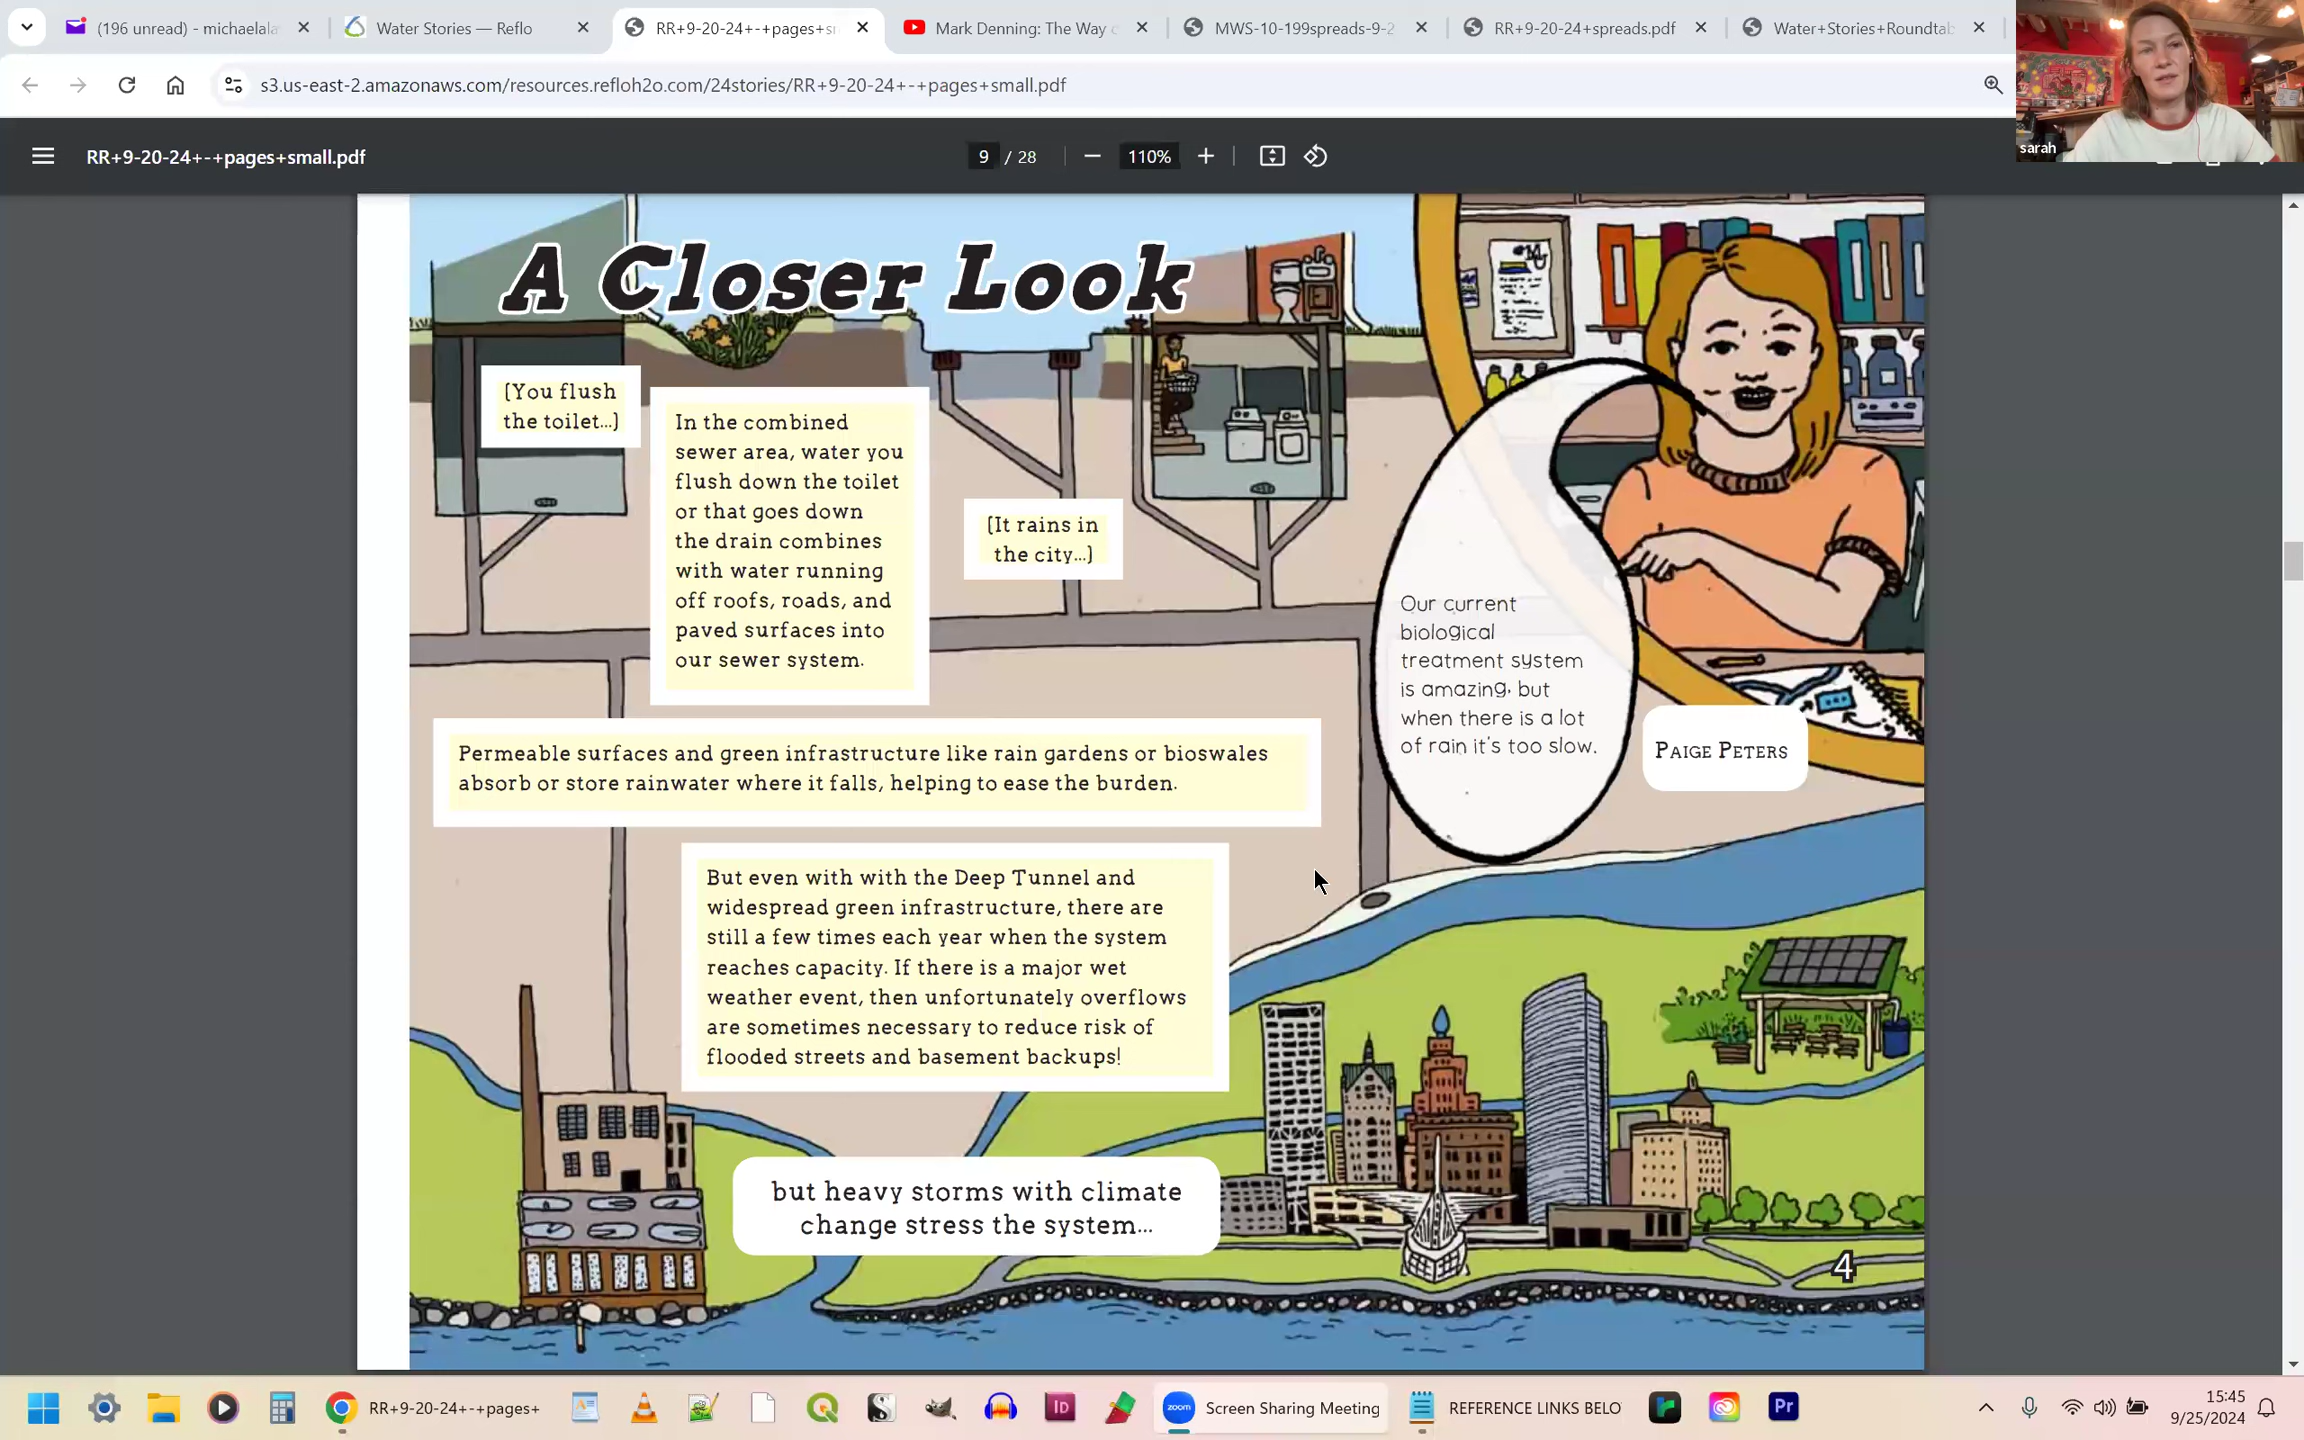 (196 unread) - michaelala
Water Stories — Reflo
RR+9-20-24+-+pages+sr
Mark Denning: The Way o
MWS-10-199spreads-9-2
RR+9-20-24+spreads.pdf
Water+Stories+Roundtab
s3.us-east-2.amazonaws.com/resources.refloh2o.com/24stories/RR+9-20-24+-+pages+small.pdf
sarah
RR+9-20-24+-+pages+small.pdf
9 / 28
110%
A Closer Look
(You flush
the toilet...)
In the combined
sewer area, water you
flush down the toilet
or that goes down
the drain combines
with water running
off roofs, roads, and
paved surfaces into
our sewer system.
(It rains in
the city...)
Our current
biological
treatment system
is amazing, but
when there is a lot
of rain it's too slow.
PAIGE PETERS
Permeable surfaces and green infrastructure like rain gardens or bioswales
absorb or store rainwater where it falls, helping to ease the burden.
But even with with the Deep Tunnel and
widespread green infrastructure, there are
still a few times each year when the system
reaches capacity. If there is a major wet
weather event, then unfortunately overflows
are sometimes necessary to reduce risk of
flooded streets and basement backups!
but heavy storms with climate
change stress the system...
4
RR+9-20-24+-+pages+
Id
zoom
Screen Sharing Meeting
REFERENCE LINKS BELO
Pr
15:45
9/25/2024